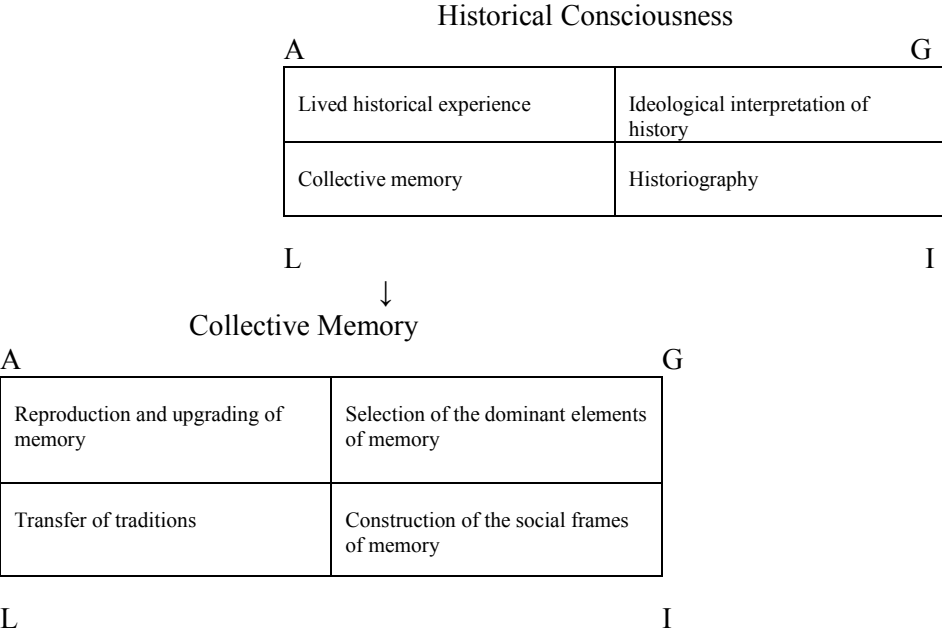 Historical Consciousness
A G
Lived historical experience
Ideological interpretation of
history
Collective memory
Historiography
L I
↓
Collective Memory
A G
Reproduction and upgrading of
memory
Selection of the dominant elements
of memory
Transfer of traditions
Construction of the social frames
of memory
L I